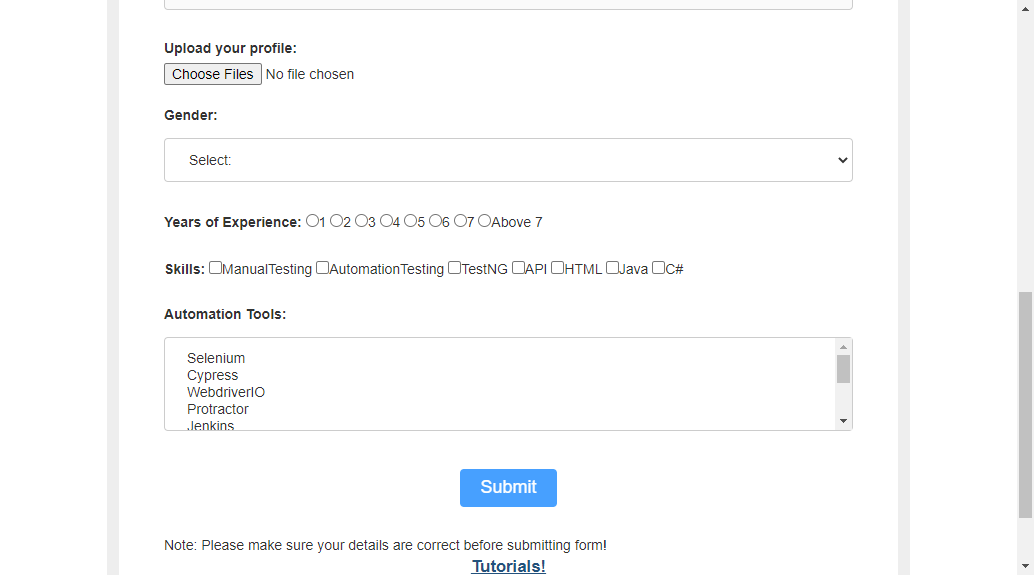 Upload your profile:
Choose Files No file chosen
Gender:
Select:
Years of Experience: 1 2 3 4 5 6 7 Above 7
Skills: ManualTesting AutomationTesting TestNG API HTML Java C#
Automation Tools:
Selenium
Cypress
WebdriverIO
Protractor
Jenkins
Submit
Note: Please make sure your details are correct before submitting form!
Tutorials!